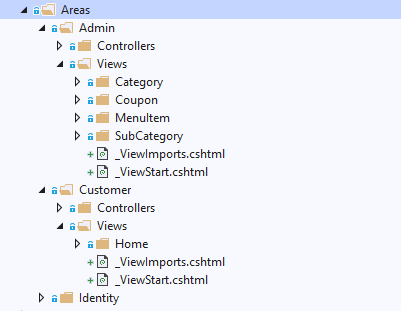 Areas
Admin
Controllers
Views
Category
Coupon
MenuItem
SubCategory
_ViewImports.cshtml
_ViewStart.cshtml
Customer
Controllers
Views
Home
_ViewImports.cshtml
_ViewStart.cshtml
Identity